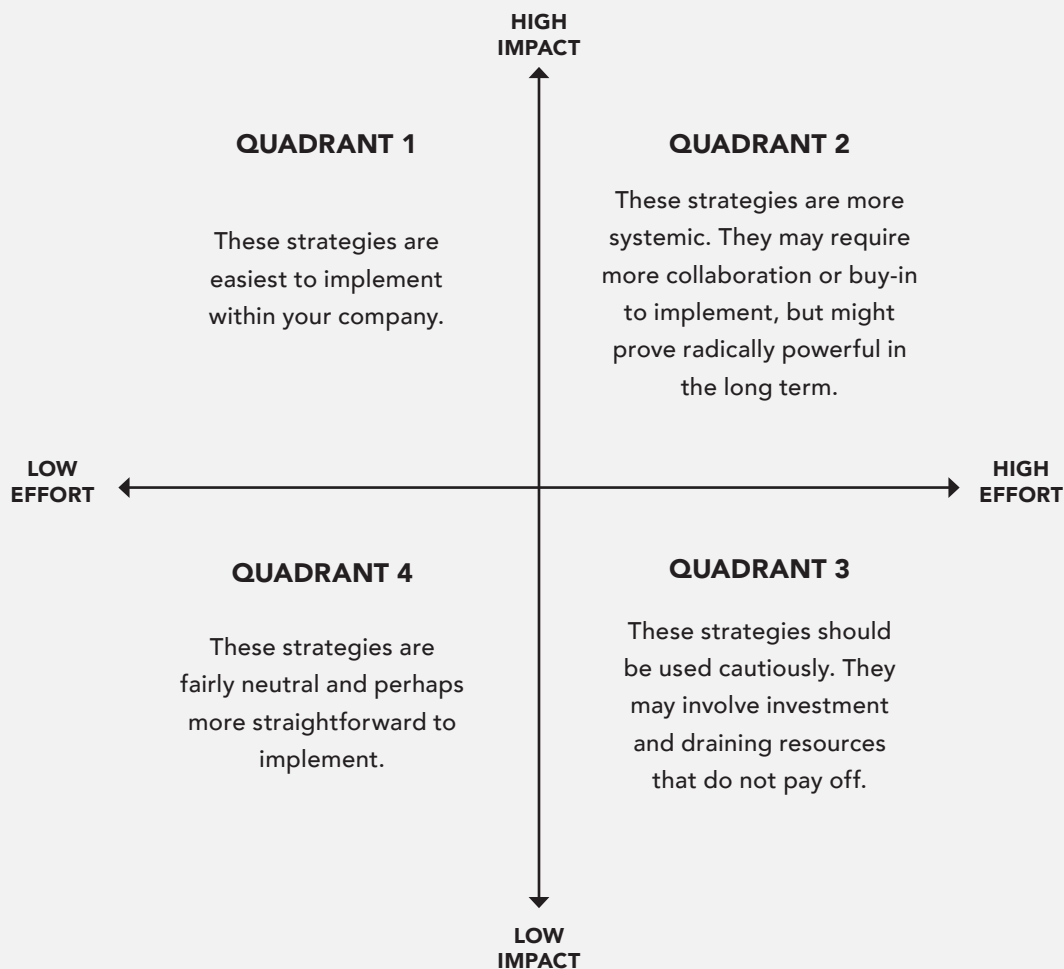 HIGH
IMPACT
QUADRANT 1
These strategies are
easiest to implement
within your company.
QUADRANT 2
These strategies are more
systemic. They may require
more collaboration or buy-in
to implement, but might
prove radically powerful in
the long term.
LOW
EFFORT
HIGH
EFFORT
QUADRANT 4
These strategies are
fairly neutral and perhaps
more straightforward to
implement.
QUADRANT 3
These strategies should
be used cautiously. They
may involve investment
and draining resources
that do not pay off.
LOW
IMPACT